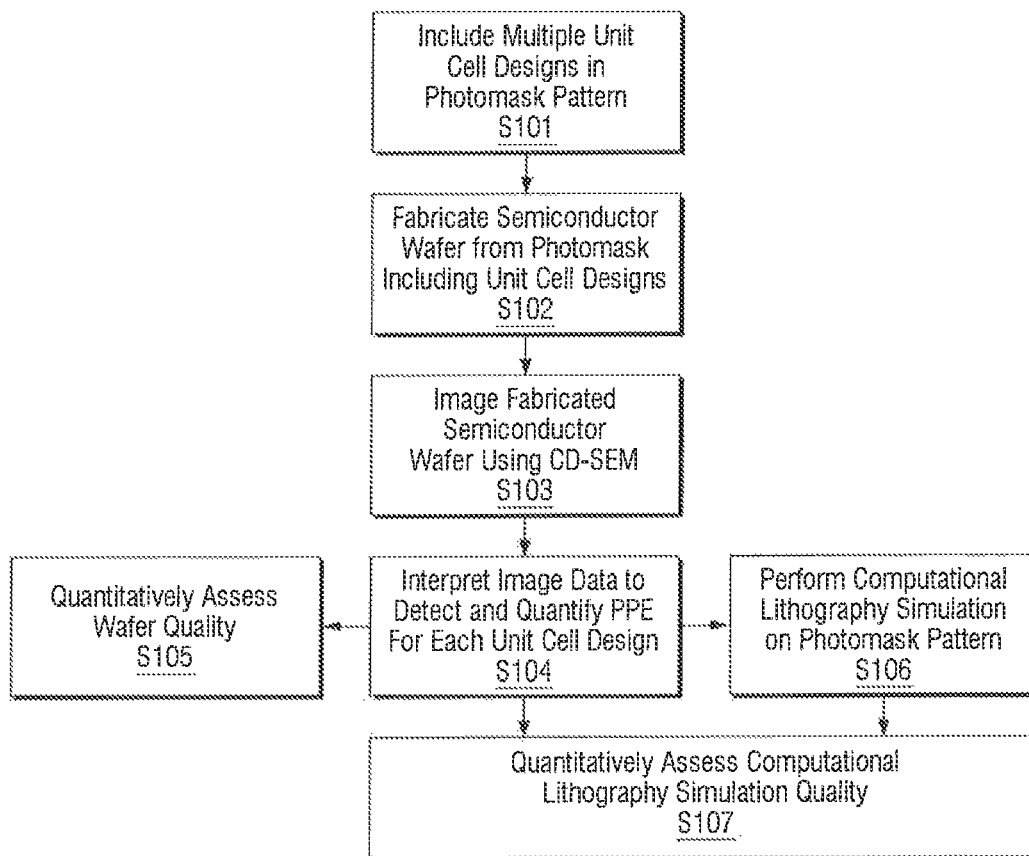 Include Multiple Unit
Cell Designs in
Photomask Pattern
S101
Fabricate Semiconductor
Wafer from Photomask
Including Unit Cell Designs
S102
Image Fabricated
Semiconductor
Wafer Using CD-SEM
S103
Quantitatively Assess
Wafer Quality
S105
Interpret Image Data to
Detect and Quantify PPE
For Each Unit Cell Design
S104
Perform Computational
Lithography Simulation
on Photomask Pattern
S106
Quantitatively Assess Computational
Lithography Simulation Quality
S107